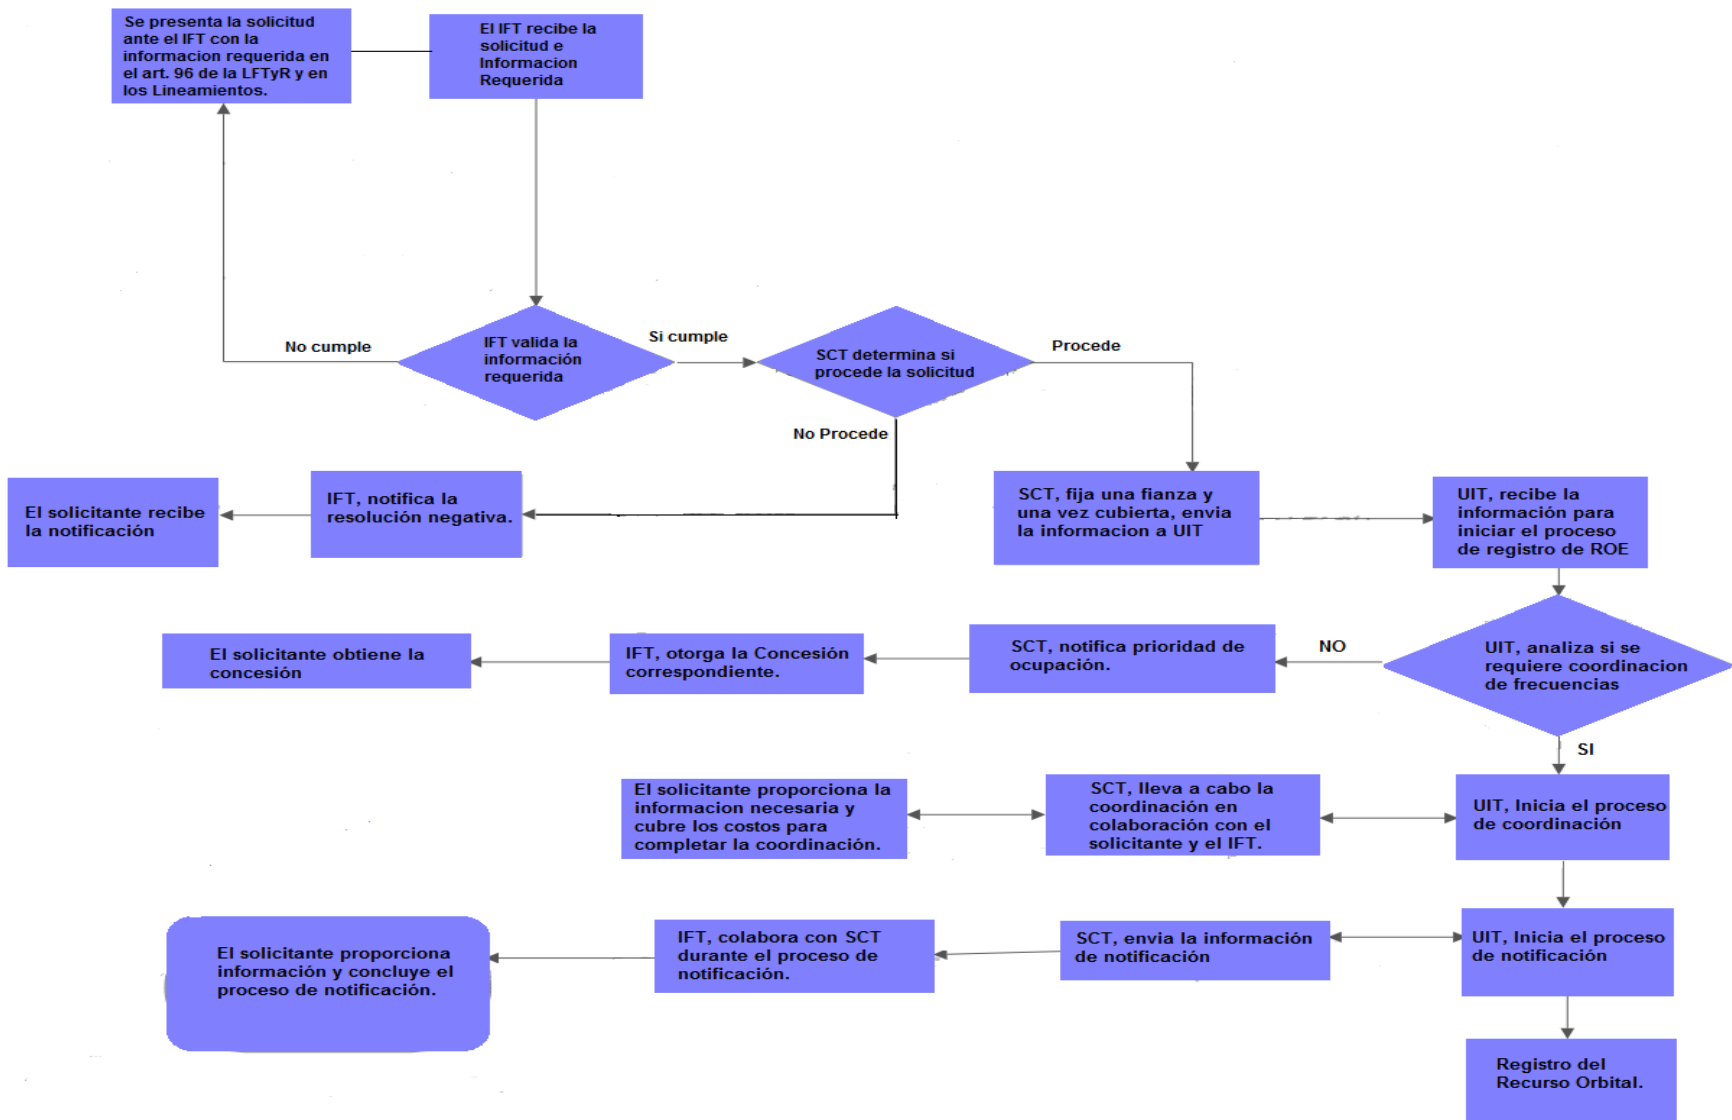 Se presenta la solicitud
ante el IFT con la
informacion requerida en
el art. 96 de la LFTyR y en
los Lineamientos.
El IFT recibe la
solicitud e
Informacion
Requerida
No cumple
IFT valida la
información
requerida
Si cumple
SCT determina si
procede la solicitud
Procede
No Procede
El solicitante recibe
la notificación
IFT, notifica la
resolución negativa.
SCT, fija una fianza y
una vez cubierta, envia
la informacion a UIT
UIT, recibe la
información para
iniciar el proceso
de registro de ROE
El solicitante obtiene la
concesión
IFT, otorga la Concesión
correspondiente.
SCT, notifica prioridad de
ocupación.
NO
UIT, analiza si se
requiere coordinacion
de frecuencias
SI
El solicitante proporciona la
informacion necesaria y
cubre los costos para
completar la coordinación.
SCT, lleva a cabo la
coordinación en
colaboración con el
solicitante y el IFT.
UIT, Inicia el proceso
de coordinación
El solicitante proporciona
información y concluye el
proceso de notificación.
IFT, colabora con SCT
durante el proceso de
notificación.
SCT, envia la información
de notificación
UIT, Inicia el proceso
de notificación
Registro del
Recurso Orbital.